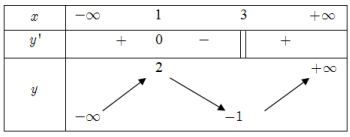 x −∞ 1 3 +∞
y' + 0 − || +
2 +∞
y
−∞ −1